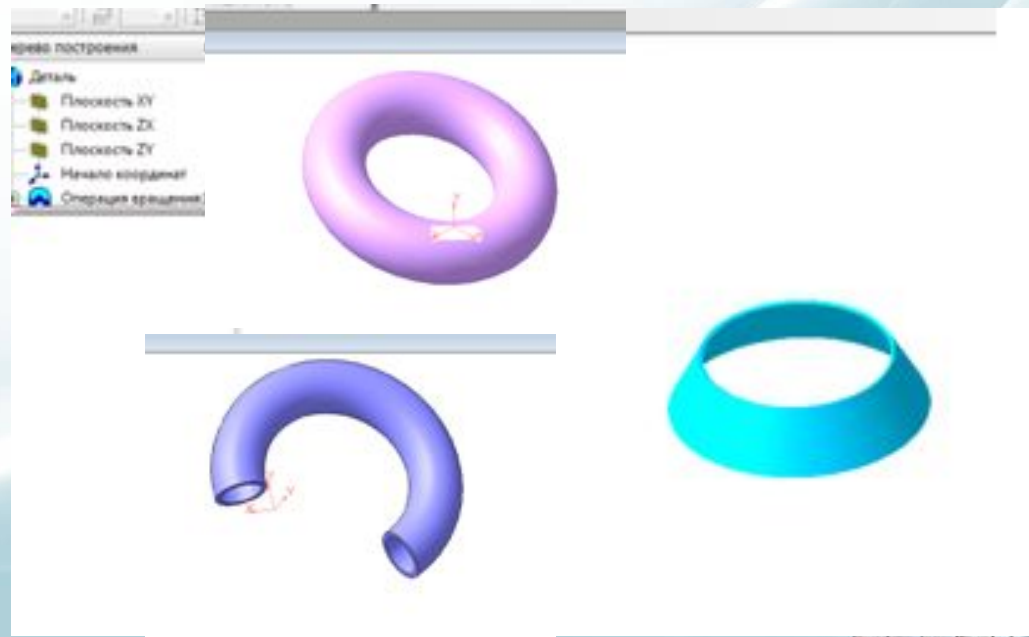 ерево построения
Деталь
Плоскость XY
Плоскость ZX
Плоскость ZY
Начало координат
Операция вращения: